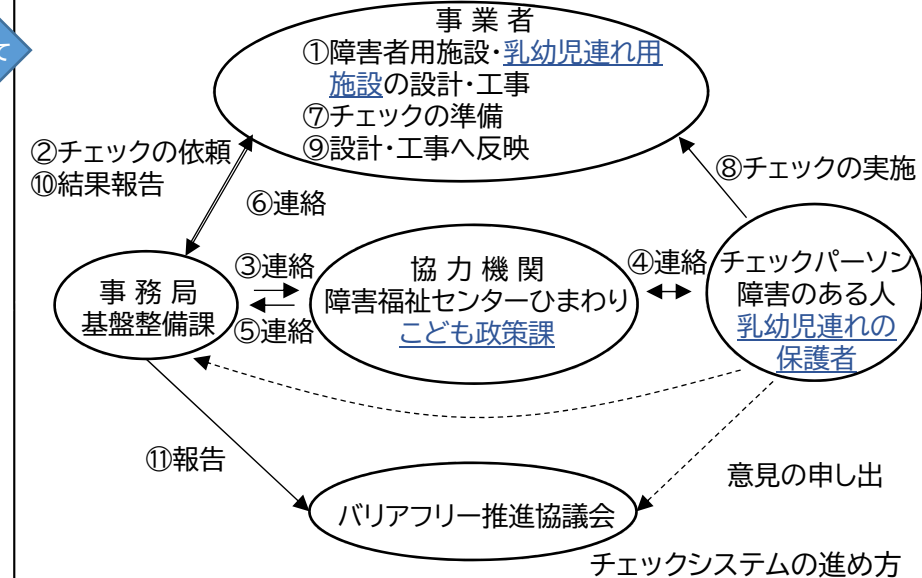 て
事 業 者
①障害者用施設・乳幼児連れ用
施設の設計・工事
⑦チェックの準備
⑨設計・工事へ反映
②チェックの依頼
⑩結果報告
⑧チェックの実施
⑥連絡
③連絡
④連絡
⑤連絡
事 務 局
基盤整備課
協 力 機 関
障害福祉センターひまわり
こども政策課
チェックパーソン
障害のある人
乳幼児連れの
保護者
⑪報告
意見の申し出
バリアフリー推進協議会
チェックシステムの進め方